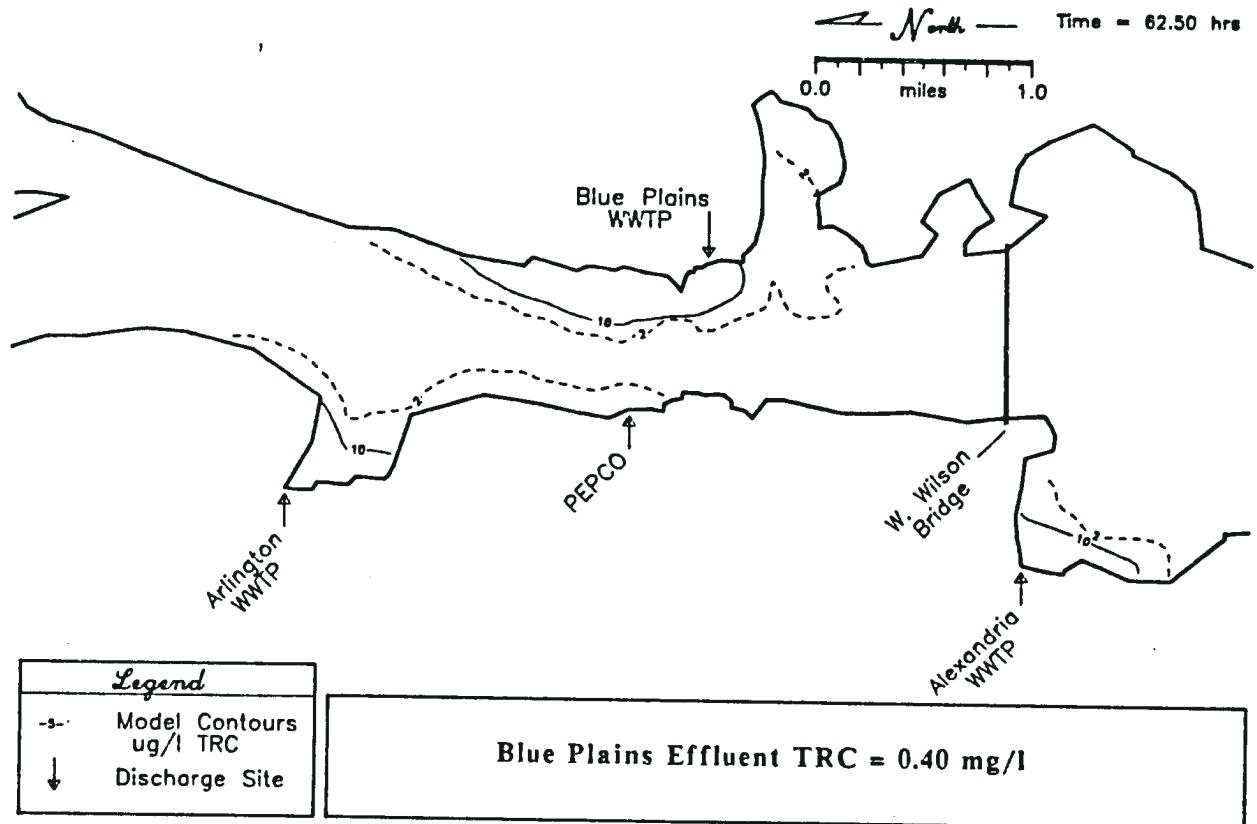 North
Time = 62.50 hrs
0.0
miles
1.0
2
Blue Plains
WWTP
10
2
2
10
PEPCO
W. Wilson
Bridge
10
2
Arlington
WWTP
Alexandria
WWTP
Legend
-5-
Model Contours
ug/l TRC
Discharge Site
Blue Plains Effluent TRC = 0.40 mg/l